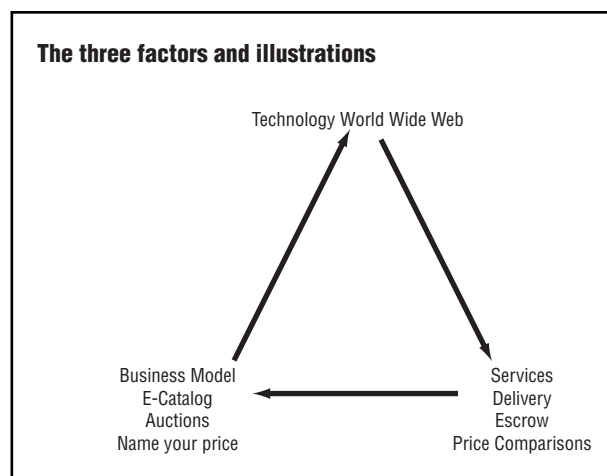 The three factors and illustrations
Technology World Wide Web
Business Model
E-Catalog
Auctions
Name your price
Services
Delivery
Escrow
Price Comparisons